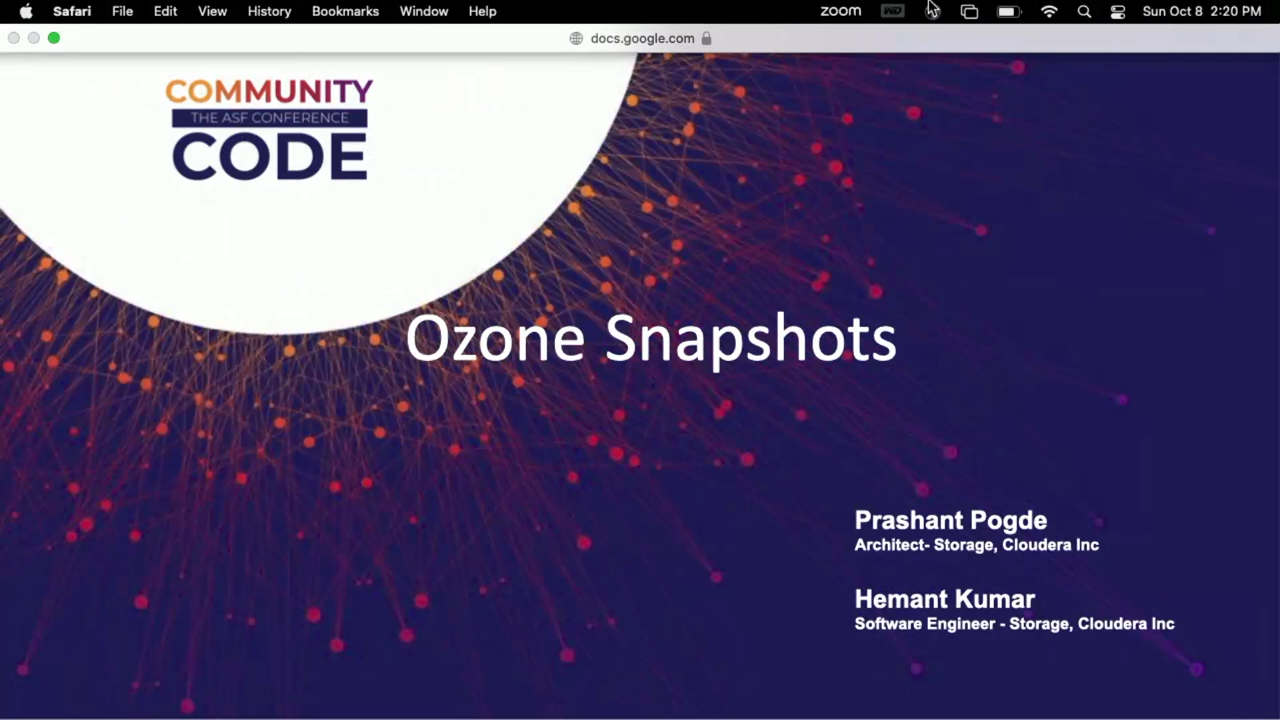 Safari File Edit View History Bookmarks Window Help zoom WD Sun Oct 8 2:20 PM
docs.google.com
COMMUNITY
THE ASF CONFERENCE
CODE
Ozone Snapshots
Prashant Pogde
Architect- Storage, Cloudera Inc
Hemant Kumar
Software Engineer - Storage, Cloudera Inc